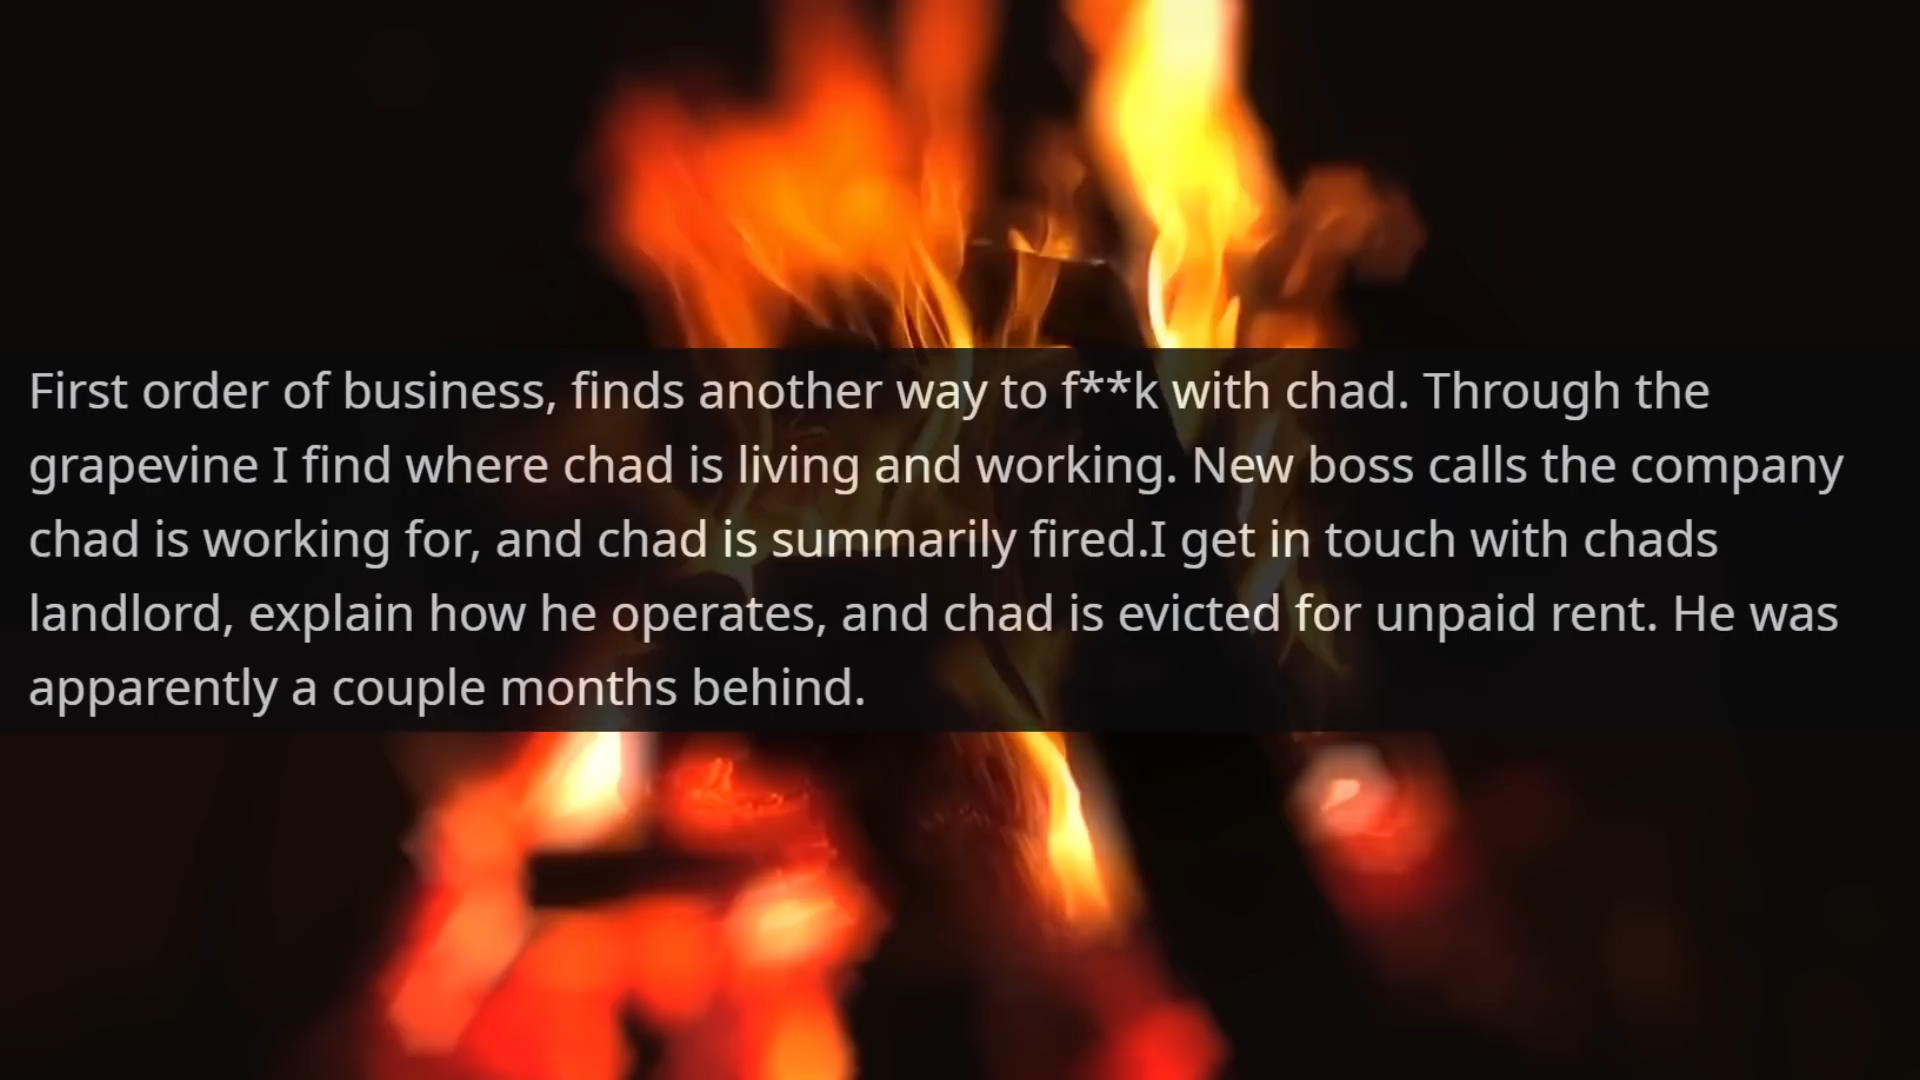 First order of business, finds another way to f**k with chad. Through the
grapevine I find where chad is living and working. New boss calls the company
chad is working for, and chad is summarily fired.I get in touch with chads
landlord, explain how he operates, and chad is evicted for unpaid rent. He was
apparently a couple months behind.